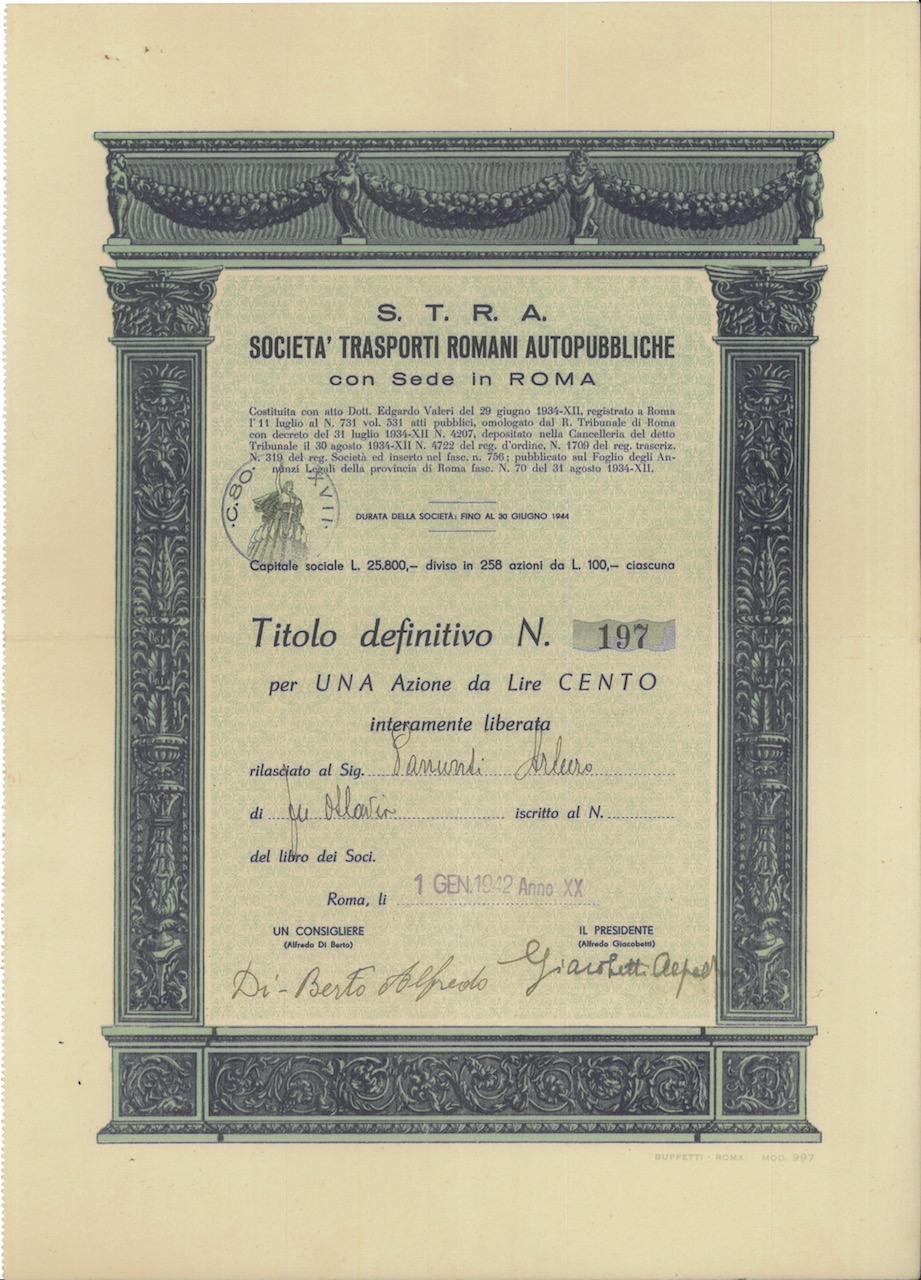 S. T. R. A.
SOCIETA' TRASPORTI ROMANI AUTOPUBBLICHE
con Sede in ROMA
Costituita con atto Dott. Edgardo Valeri del 29 giugno 1934-XII, registrato a Roma
l'11 luglio al N. 731 vol. 531 atti pubblici, omologato dal R. Tribunale di Roma
con decreto del 31 luglio 1934-XII N. 4207, depositato nella Cancelleria del detto
Tribunale il 30 agosto 1934-XII N. 4722 del reg. d'ordine, N. 1709 del reg. trascriz.
N. 319 del reg. Società ed inserto nel fasc. n. 756; pubblicato sul Foglio degli An-
nunzi Legali della provincia di Roma fasc. N. 70 del 31 agosto 1934-XII.
·C.80. XVII·
DURATA DELLA SOCIETÀ: FINO AL 30 GIUGNO 1944
Capitale sociale L. 25.800,– diviso in 258 azioni da L. 100,– ciascuna
Titolo definitivo N. 197
per UNA Azione da Lire CENTO
interamente liberata
rilasciato al Sig. Arturo
di fu Ottavio iscritto al N.
del libro dei Soci.
Roma, li 1 GEN. 1942 Anno XX
UN CONSIGLIERE IL PRESIDENTE
(Alfredo Di Berto) (Alfredo Giacobetti)
Di-Berto Alfredo Giacobetti Alfred
BUFFETTI - ROMA MOD. 997